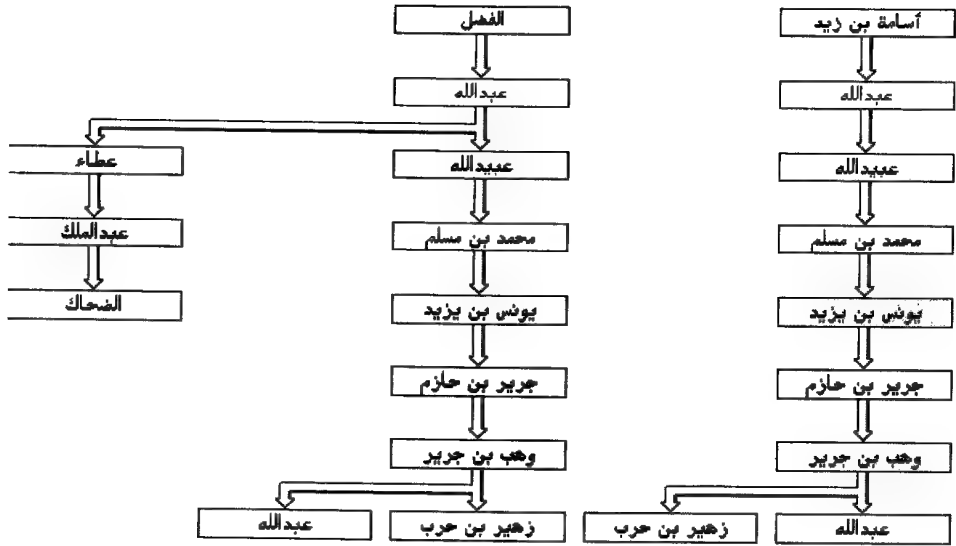 أسامة بن زيد
الفضل
عبدالله
عبدالله
عبيدالله
عبيدالله
عطاء
محمد بن مسلم
محمد بن مسلم
عبدالملك
يونس بن يزيد
يونس بن يزيد
الضحاك
جرير بن حازم
جرير بن حازم
وهب بن جرير
وهب بن جرير
عبدالله
زهير بن حرب
زهير بن حرب
عبدالله